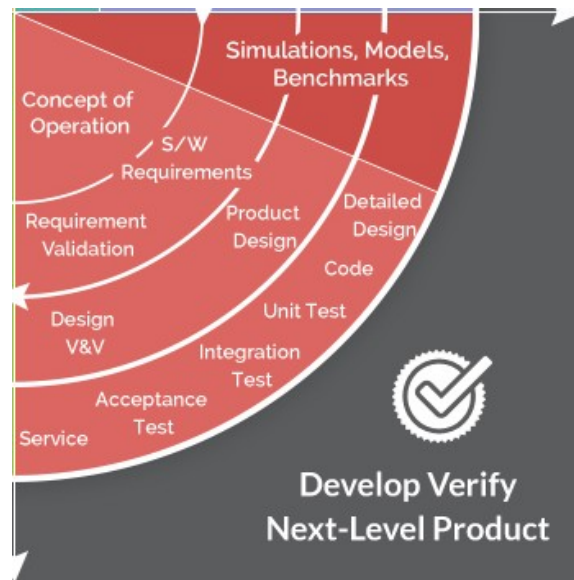 Simulations, Models,
Benchmarks
Concept of
Operation
S/W
Requirements
Requirement
Validation
Product
Design
Detailed
Design
Code
Unit Test
Integration
Test
Acceptance
Test
Service
Design
V&V
Develop Verify
Next-Level Product